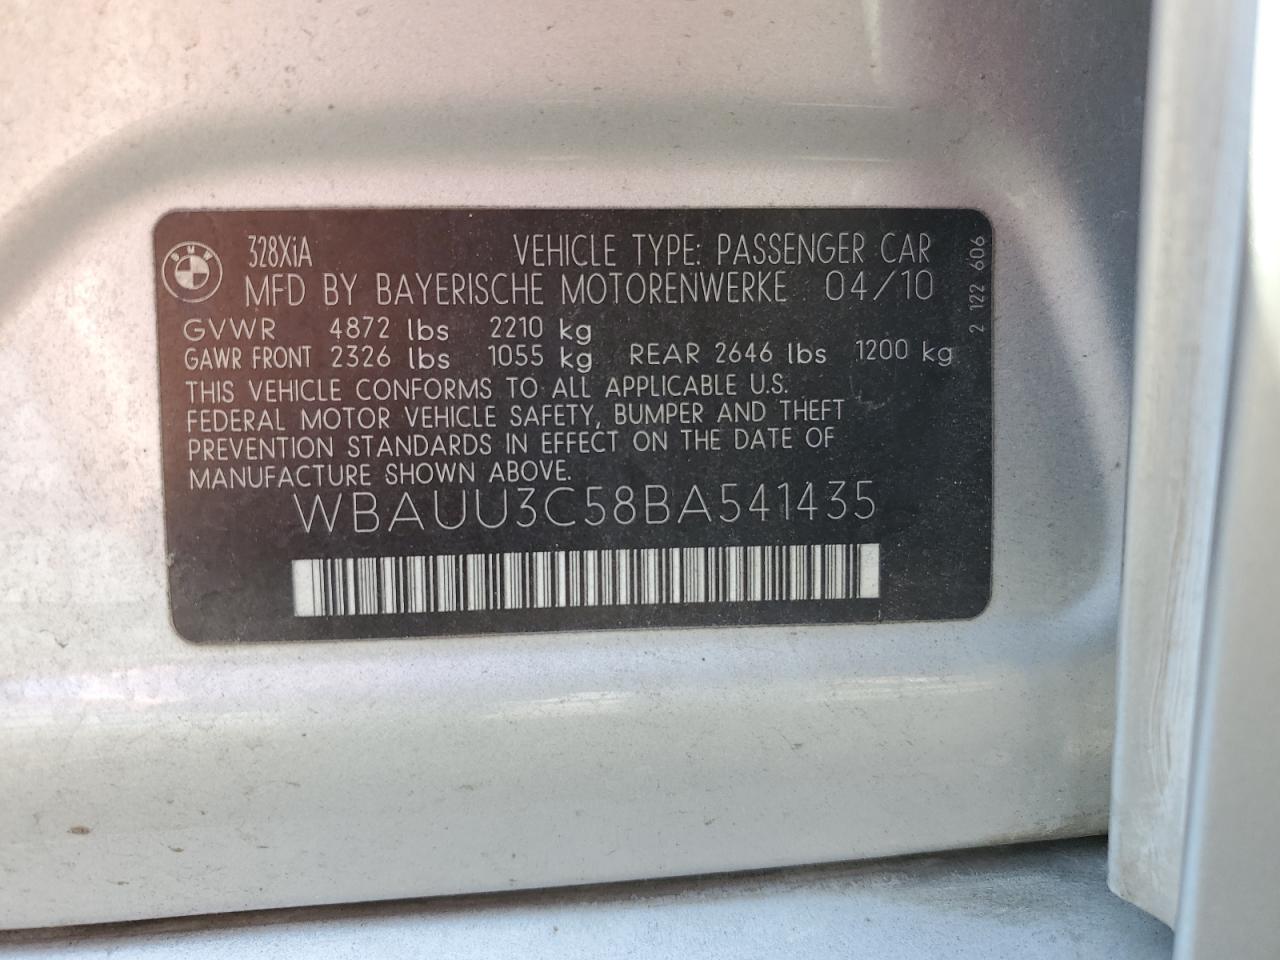 BMW
328XiA VEHICLE TYPE: PASSENGER CAR
MFD BY BAYERISCHE MOTORENWERKE 04/10
GVWR 4872 lbs 2210 kg
GAWR FRONT 2326 lbs 1055 kg REAR 2646 lbs 1200 kg
THIS VEHICLE CONFORMS TO ALL APPLICABLE U.S.
FEDERAL MOTOR VEHICLE SAFETY, BUMPER AND THEFT
PREVENTION STANDARDS IN EFFECT ON THE DATE OF
MANUFACTURE SHOWN ABOVE.
WBAUU3C58BA541435
2 122 606